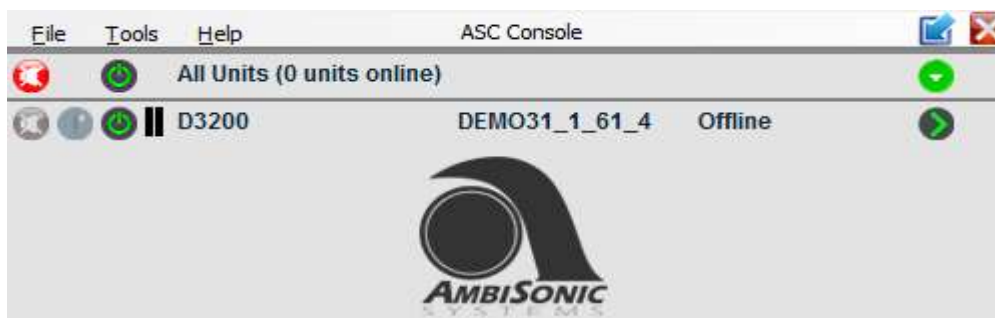 File Tools Help ASC Console
All Units (0 units online)
D3200 DEMO31_1_61_4 Offline
AMBISONIC
SYSTEMS